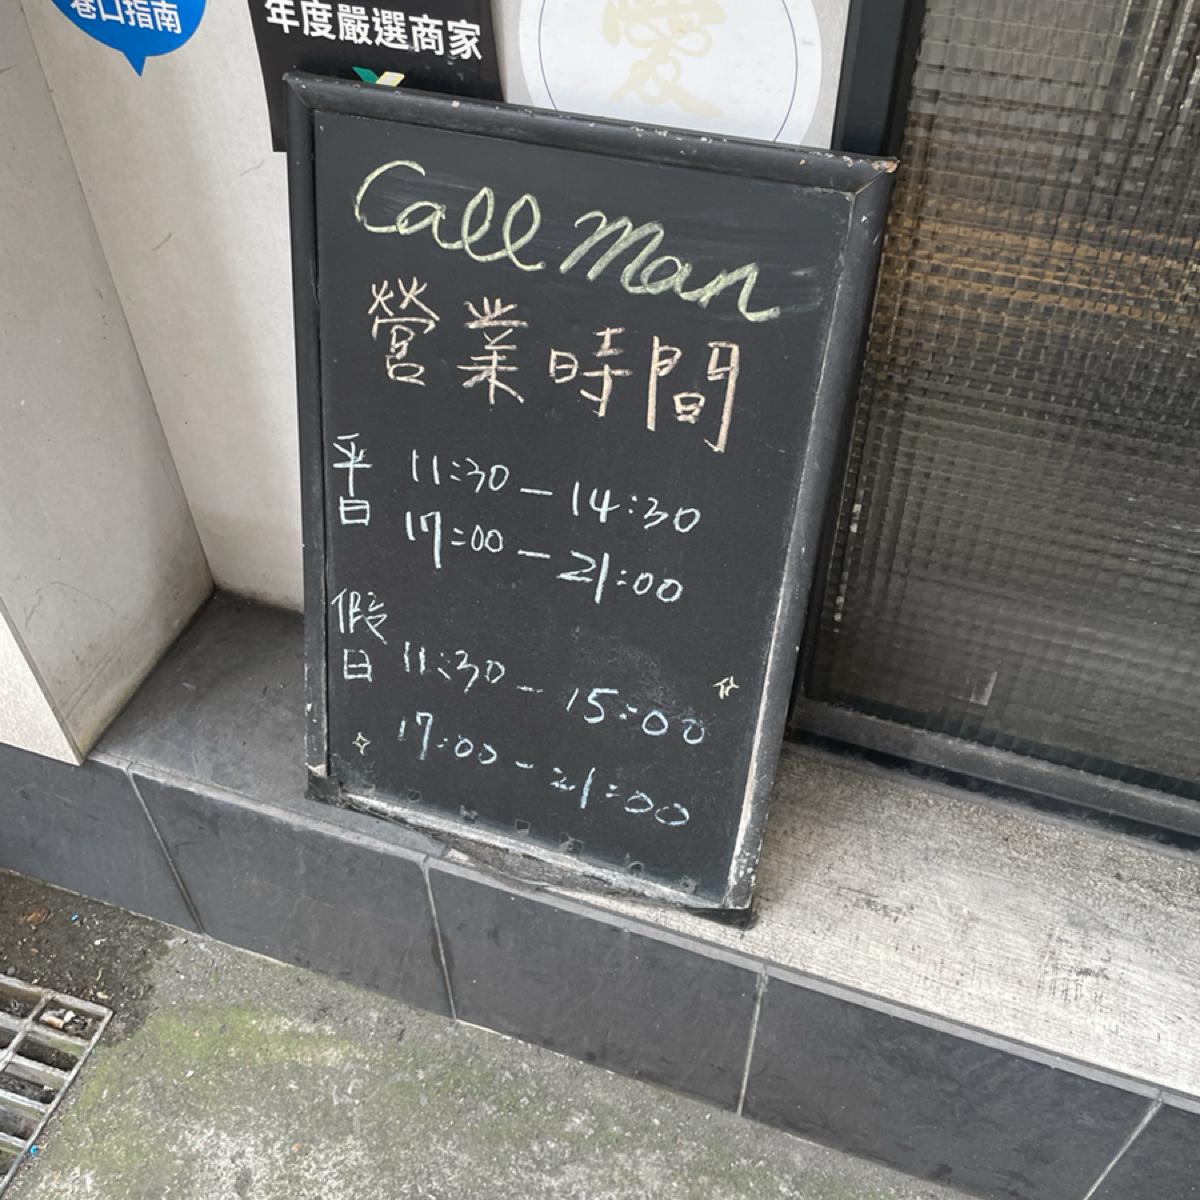 巷口指南
年度嚴選商家
愛
Call Man
營業時間
平日
11:30 - 14:30
17:00 - 21:00
假日
11:30 - 15:00
17:00 - 21:00